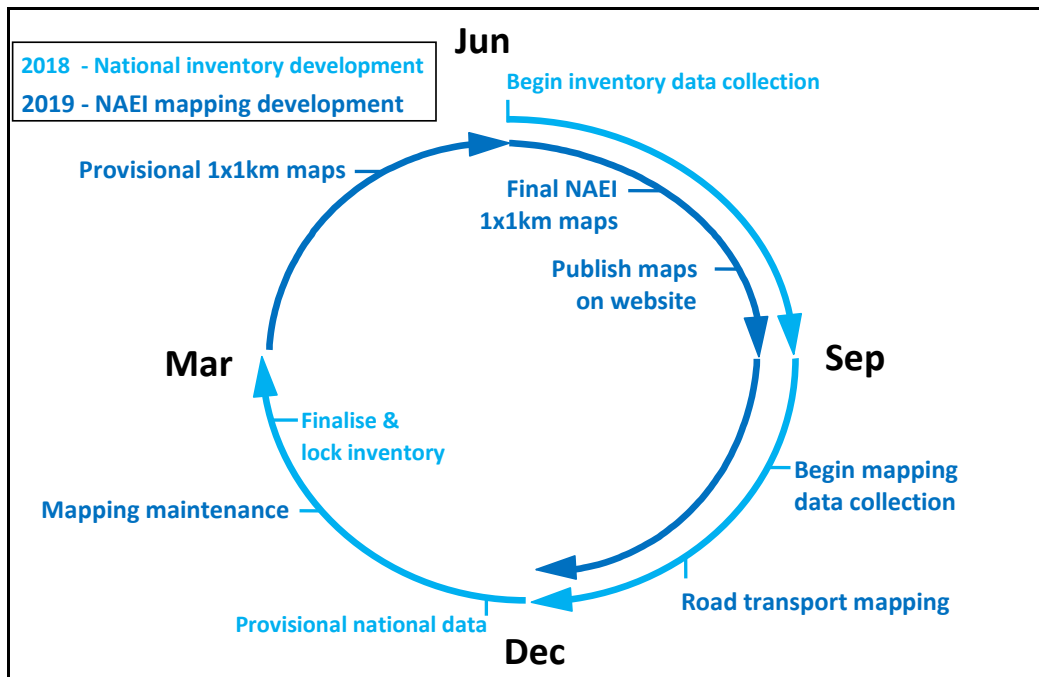 Jun
2018 - National inventory development
2019 - NAEI mapping development
Begin inventory data collection
Provisional 1x1km maps
Final NAEI
1x1km maps
Publish maps
on website
Mar
Sep
Finalise &
lock inventory
Begin mapping
data collection
Mapping maintenance
Road transport mapping
Provisional national data
Dec